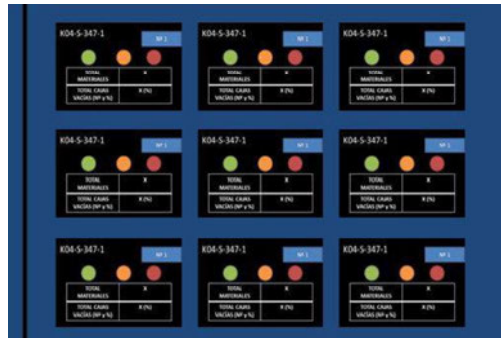 K04-S-347-1 K04-S-347-1 K04-S-347-1
Nº 1 Nº 1 Nº 1
TOTAL MATERIALES X TOTAL MATERIALES X TOTAL MATERIALES X
TOTAL CAJAS VACÍAS (Nº y %) X (%) TOTAL CAJAS VACÍAS (Nº y %) X (%) TOTAL CAJAS VACÍAS (Nº y %) X (%)
K04-S-347-1 K04-S-347-1 K04-S-347-1
Nº 1 Nº 1 Nº 1
TOTAL MATERIALES X TOTAL MATERIALES X TOTAL MATERIALES X
TOTAL CAJAS VACÍAS (Nº y %) X (%) TOTAL CAJAS VACÍAS (Nº y %) X (%) TOTAL CAJAS VACÍAS (Nº y %) X (%)
K04-S-347-1 K04-S-347-1 K04-S-347-1
Nº 1 Nº 1 Nº 1
TOTAL MATERIALES X TOTAL MATERIALES X TOTAL MATERIALES X
TOTAL CAJAS VACÍAS (Nº y %) X (%) TOTAL CAJAS VACÍAS (Nº y %) X (%) TOTAL CAJAS VACÍAS (Nº y %) X (%)